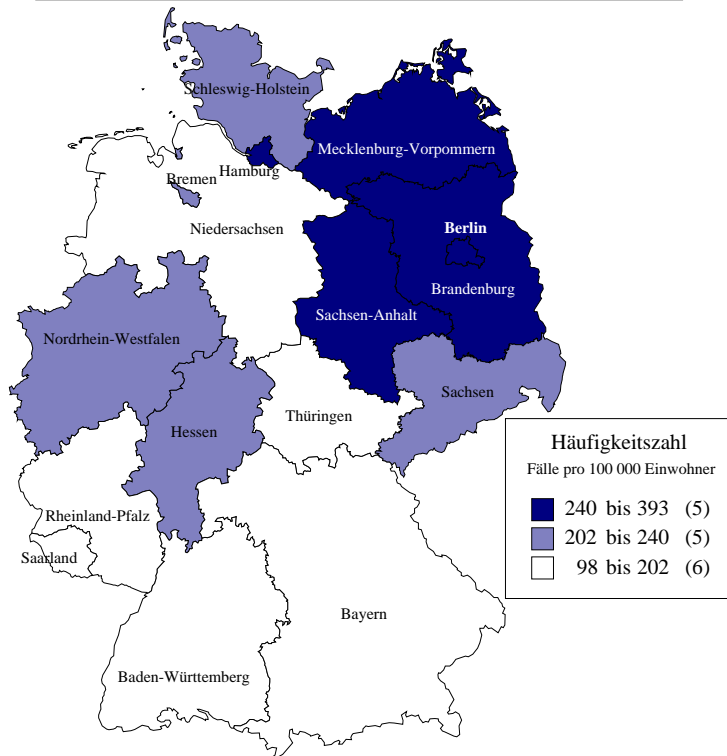 Schleswig-Holstein
Mecklenburg-Vorpommern
Hamburg
Bremen
Niedersachsen
Berlin
Brandenburg
Sachsen-Anhalt
Nordrhein-Westfalen
Sachsen
Thüringen
Hessen
Rheinland-Pfalz
Saarland
Bayern
Baden-Württemberg
Häufigkeitszahl
Fälle pro 100 000 Einwohner
240 bis 393 (5)
202 bis 240 (5)
98 bis 202 (6)